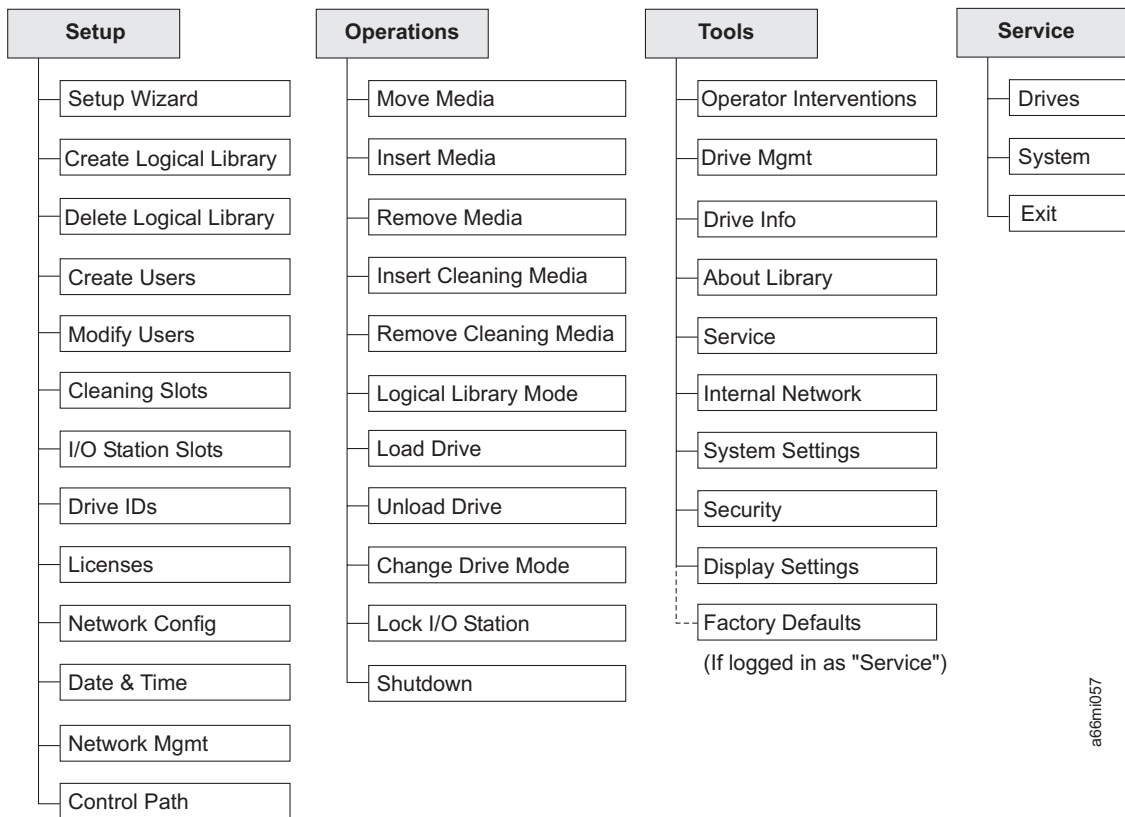 Setup
Setup Wizard
Create Logical Library
Delete Logical Library
Create Users
Modify Users
Cleaning Slots
I/O Station Slots
Drive IDs
Licenses
Network Config
Date & Time
Network Mgmt
Control Path
Operations
Move Media
Insert Media
Remove Media
Insert Cleaning Media
Remove Cleaning Media
Logical Library Mode
Load Drive
Unload Drive
Change Drive Mode
Lock I/O Station
Shutdown
Tools
Operator Interventions
Drive Mgmt
Drive Info
About Library
Service
Internal Network
System Settings
Security
Display Settings
Factory Defaults
(If logged in as "Service")
Service
Drives
System
Exit
a66mi057